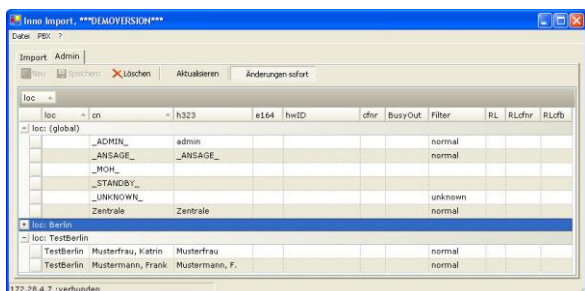 Inno Import, ***DEMOVERSION***
Datei PBX ?
Import Admin
Neu Speichern Löschen Aktualisieren Änderungen sofort
loc
loc cn h323 e164 hwID cfnr BusyOut Filter RL RLcfnr RLcfb
loc: (global)
_ADMIN_ admin normal
_ANSAGE_ _ANSAGE_ normal
_MOH_
_STANDBY_
_UNKNOWN_ unknown
Zentrale Zentrale normal
loc: Berlin
loc: TestBerlin
TestBerlin Musterfrau, Katrin Musterfrau normal
TestBerlin Mustermann, Frank Mustermann, F. normal
172.28.4.7 :verbunden